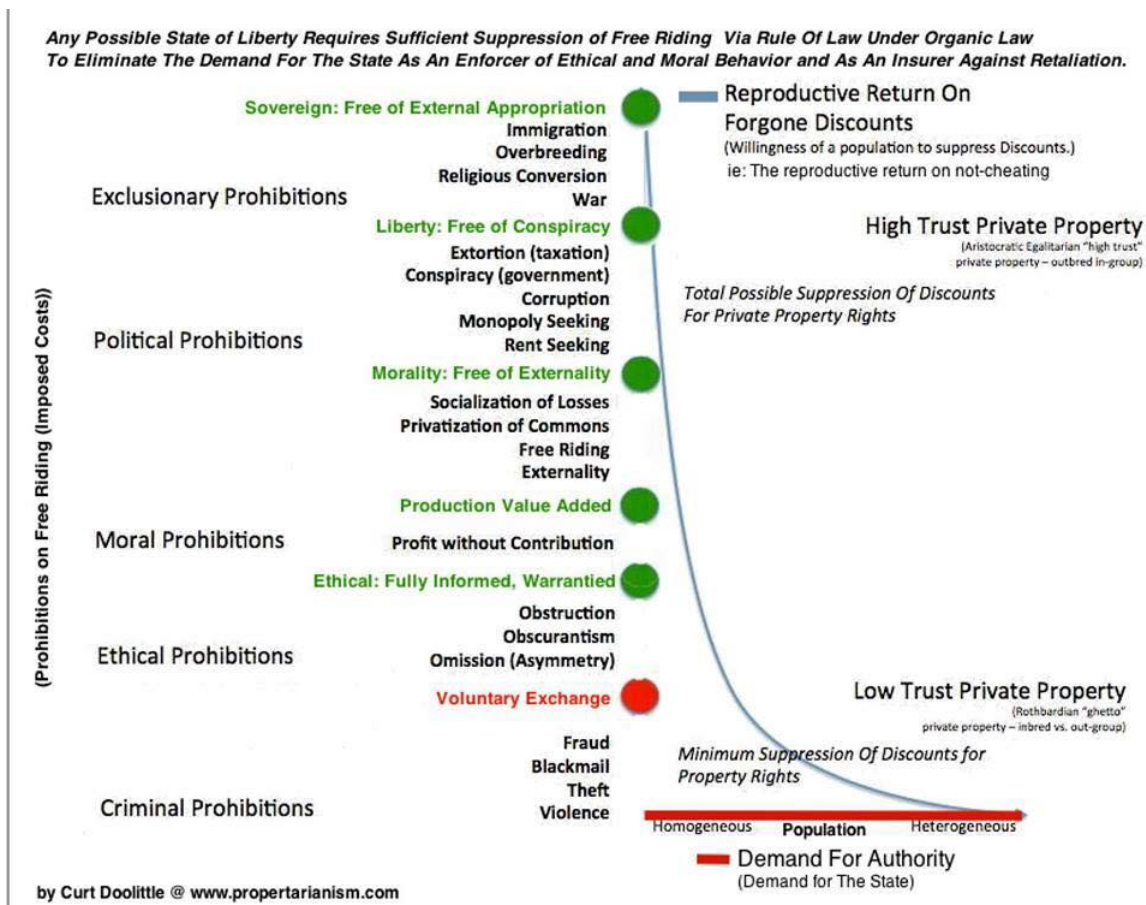 Any Possible State of Liberty Requires Sufficient Suppression of Free Riding Via Rule Of Law Under Organic Law
To Eliminate The Demand For The State As An Enforcer of Ethical and Moral Behavior and As An Insurer Against Retaliation.
Sovereign: Free of External Appropriation
Immigration
Overbreeding
Religious Conversion
War
Exclusionary Prohibitions
Liberty: Free of Conspiracy
Extortion (taxation)
Conspiracy (government)
Corruption
Monopoly Seeking
Rent Seeking
Political Prohibitions
Morality: Free of Externality
Socialization of Losses
Privatization of Commons
Free Riding
Externality
Production Value Added
Moral Prohibitions
Profit without Contribution
Ethical: Fully Informed, Warrantied
Obstruction
Obscurantism
Omission (Asymmetry)
Ethical Prohibitions
Voluntary Exchange
Fraud
Blackmail
Theft
Violence
Criminal Prohibitions
(Prohibitions on Free Riding (Imposed Costs))
Reproductive Return On
Forgone Discounts
(Willingness of a population to suppress Discounts.)
ie: The reproductive return on not-cheating
High Trust Private Property
(Aristocratic Egalitarian "high trust"
private property – outbred in-group)
Total Possible Suppression Of Discounts
For Private Property Rights
Low Trust Private Property
(Rothbardian "ghetto"
private property – inbred vs. out-group)
Minimum Suppression Of Discounts for
Property Rights
Homogeneous Population Heterogeneous
Demand For Authority
(Demand for The State)
by Curt Doolittle @ www.propertarianism.com